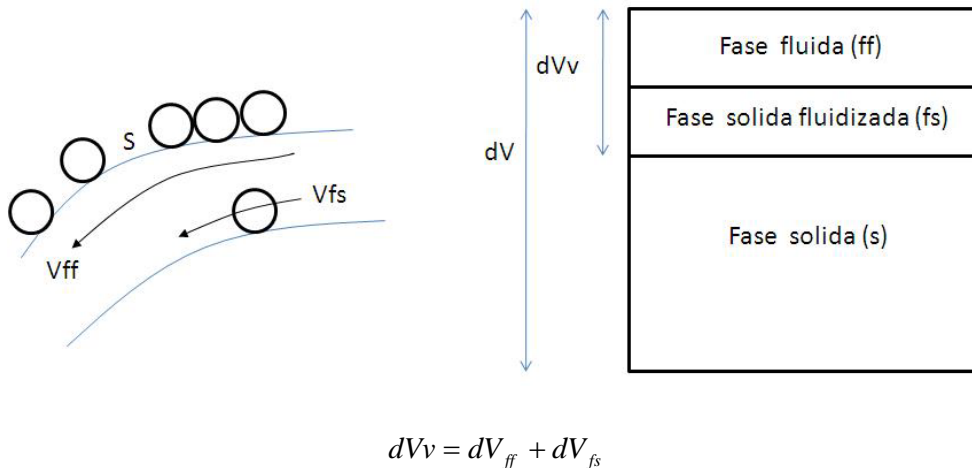 S
Vfs
Vff
dV
dVv
Fase fluida (ff)
Fase solida fluidizada (fs)
Fase solida (s)
dVv = dV_ff + dV_fs